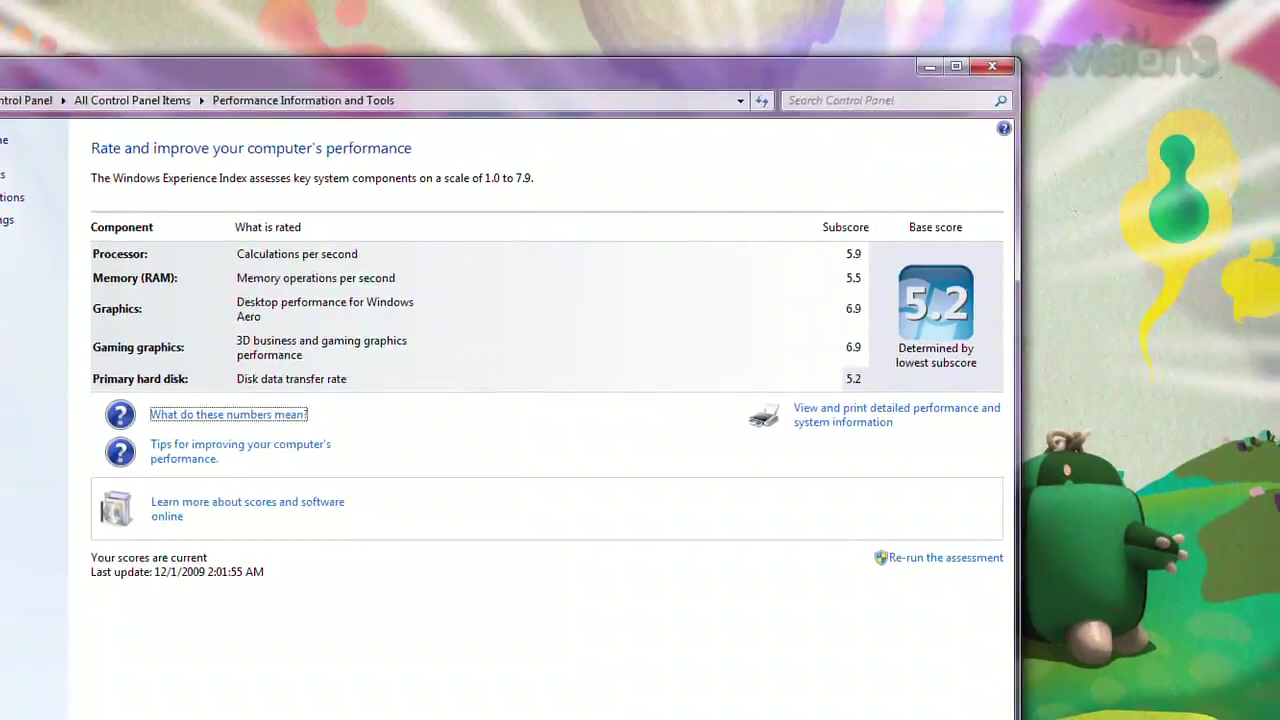 Revision3
ntrol Panel ▸ All Control Panel Items ▸ Performance Information and Tools
Search Control Panel
me
s
tions
ngs
Rate and improve your computer's performance
The Windows Experience Index assesses key system components on a scale of 1.0 to 7.9.
Component What is rated Subscore Base score
Processor: Calculations per second 5.9
Memory (RAM): Memory operations per second 5.5
Graphics: Desktop performance for Windows
Aero 6.9
Gaming graphics: 3D business and gaming graphics
performance 6.9
Primary hard disk: Disk data transfer rate 5.2
5.2
Determined by
lowest subscore
What do these numbers mean?
Tips for improving your computer's
performance.
View and print detailed performance and
system information
Learn more about scores and software
online
Your scores are current
Last update: 12/1/2009 2:01:55 AM
Re-run the assessment